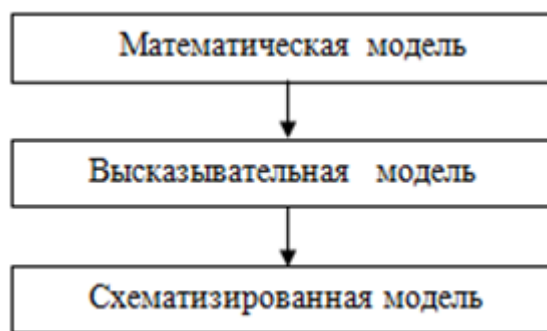 Математическая модель
Высказывательная модель
Схематизированная модель